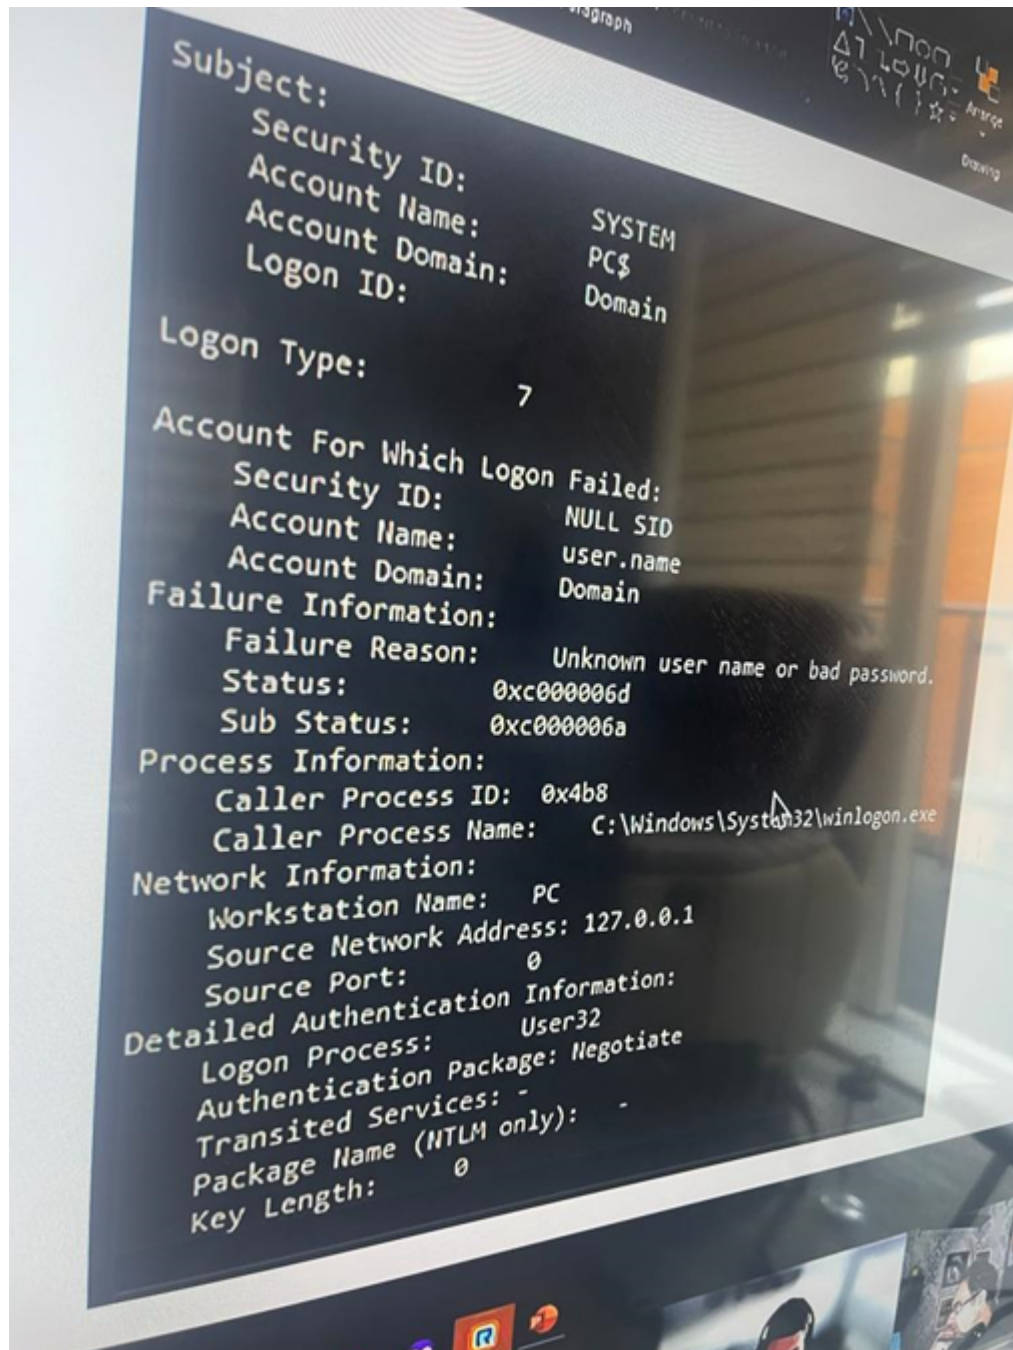 Paragraph
Arrange
Drawing
Subject:
Security ID: SYSTEM
Account Name: PC$
Account Domain: Domain
Logon ID:
Logon Type: 7
Account For Which Logon Failed:
Security ID: NULL SID
Account Name: user.name
Account Domain: Domain
Failure Information:
Failure Reason: Unknown user name or bad password.
Status: 0xc000006d
Sub Status: 0xc000006a
Process Information:
Caller Process ID: 0x4b8
Caller Process Name: C:\Windows\System32\winlogon.exe
Network Information:
Workstation Name: PC
Source Network Address: 127.0.0.1
Source Port: 0
Detailed Authentication Information:
Logon Process: User32
Authentication Package: Negotiate
Transited Services: -
Package Name (NTLM only): -
Key Length: 0